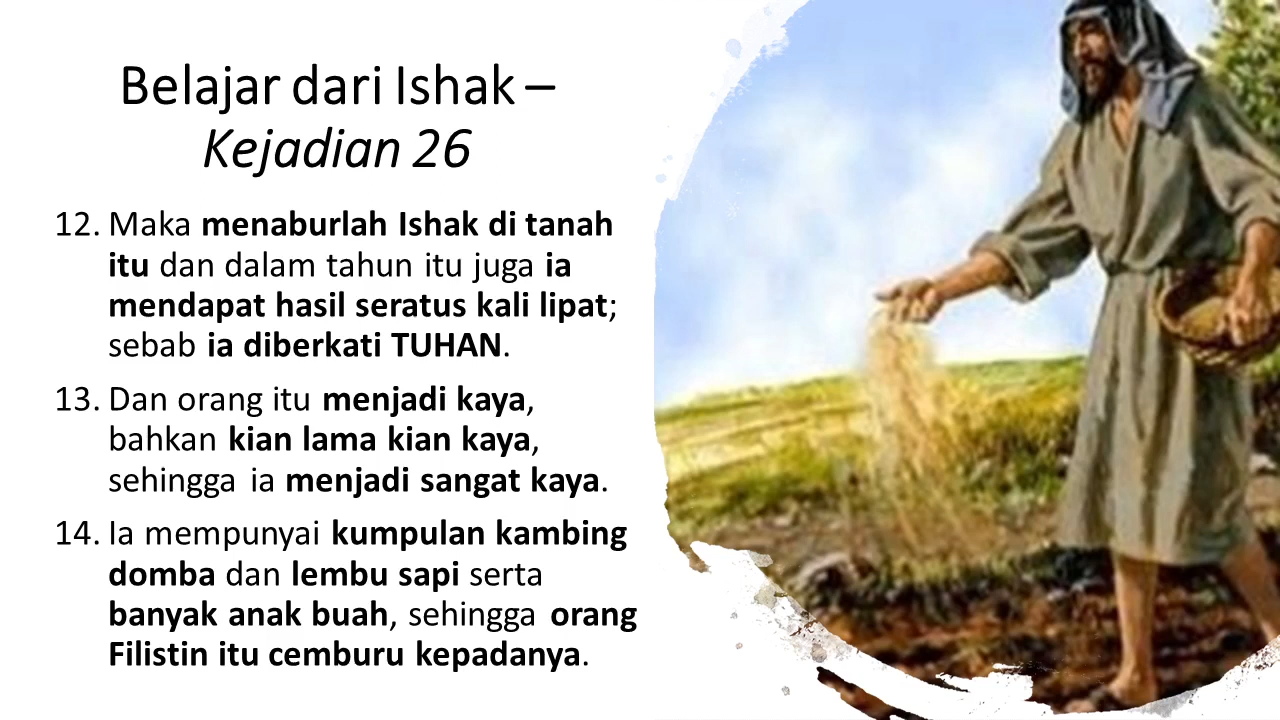 Belajar dari Ishak –
Kejadian 26
12. Maka menaburlah Ishak di tanah
itu dan dalam tahun itu juga ia
mendapat hasil seratus kali lipat;
sebab ia diberkati TUHAN.
13. Dan orang itu menjadi kaya,
bahkan kian lama kian kaya,
sehingga ia menjadi sangat kaya.
14. Ia mempunyai kumpulan kambing
domba dan lembu sapi serta
banyak anak buah, sehingga orang
Filistin itu cemburu kepadanya.